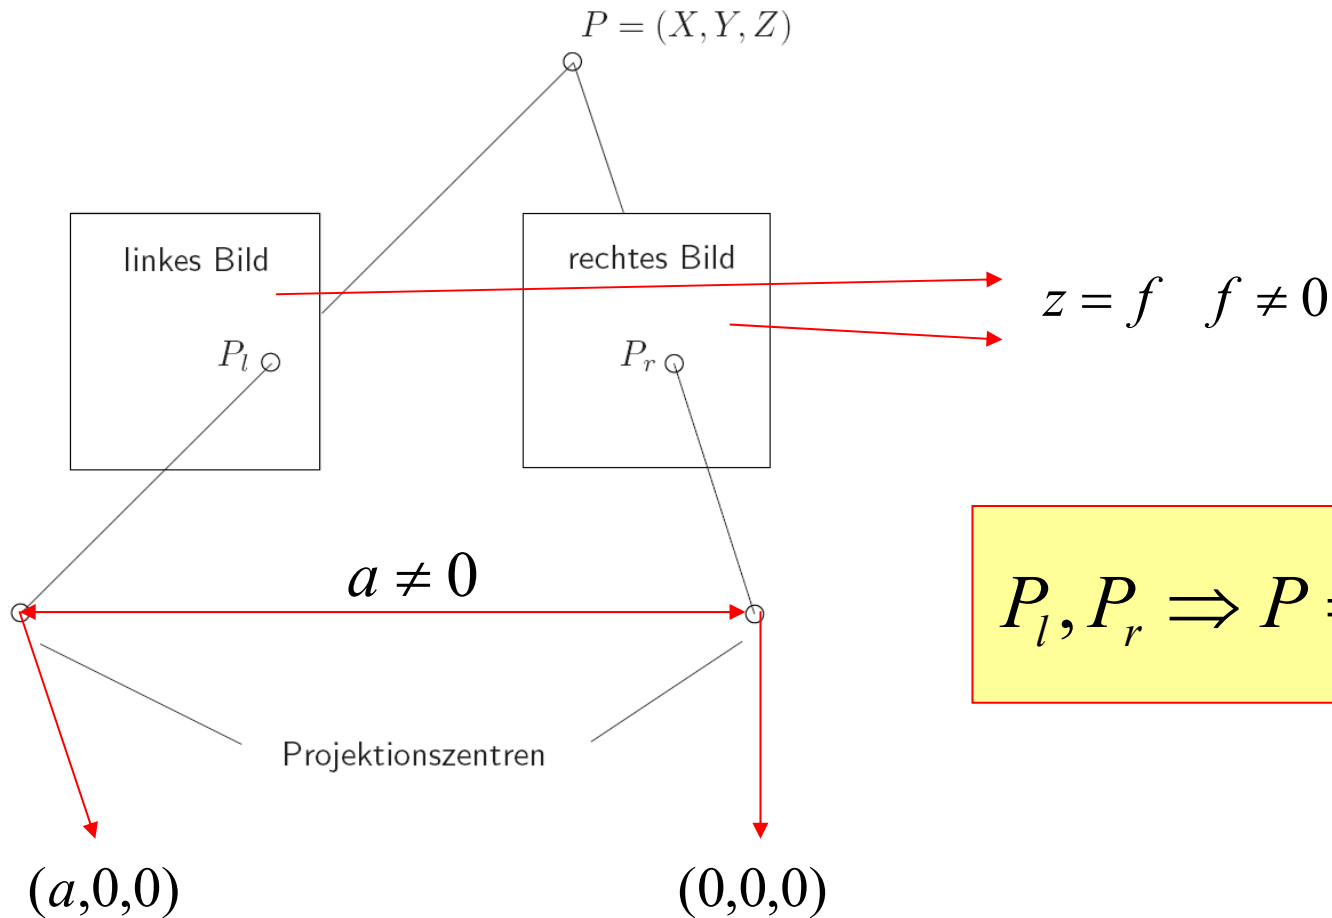 P = (X, Y, Z)
linkes Bild
rechtes Bild
z = f f ≠ 0
P_l
P_r
a ≠ 0
P_l, P_r ⇒ P =
Projektionszentren
(a,0,0)
(0,0,0)